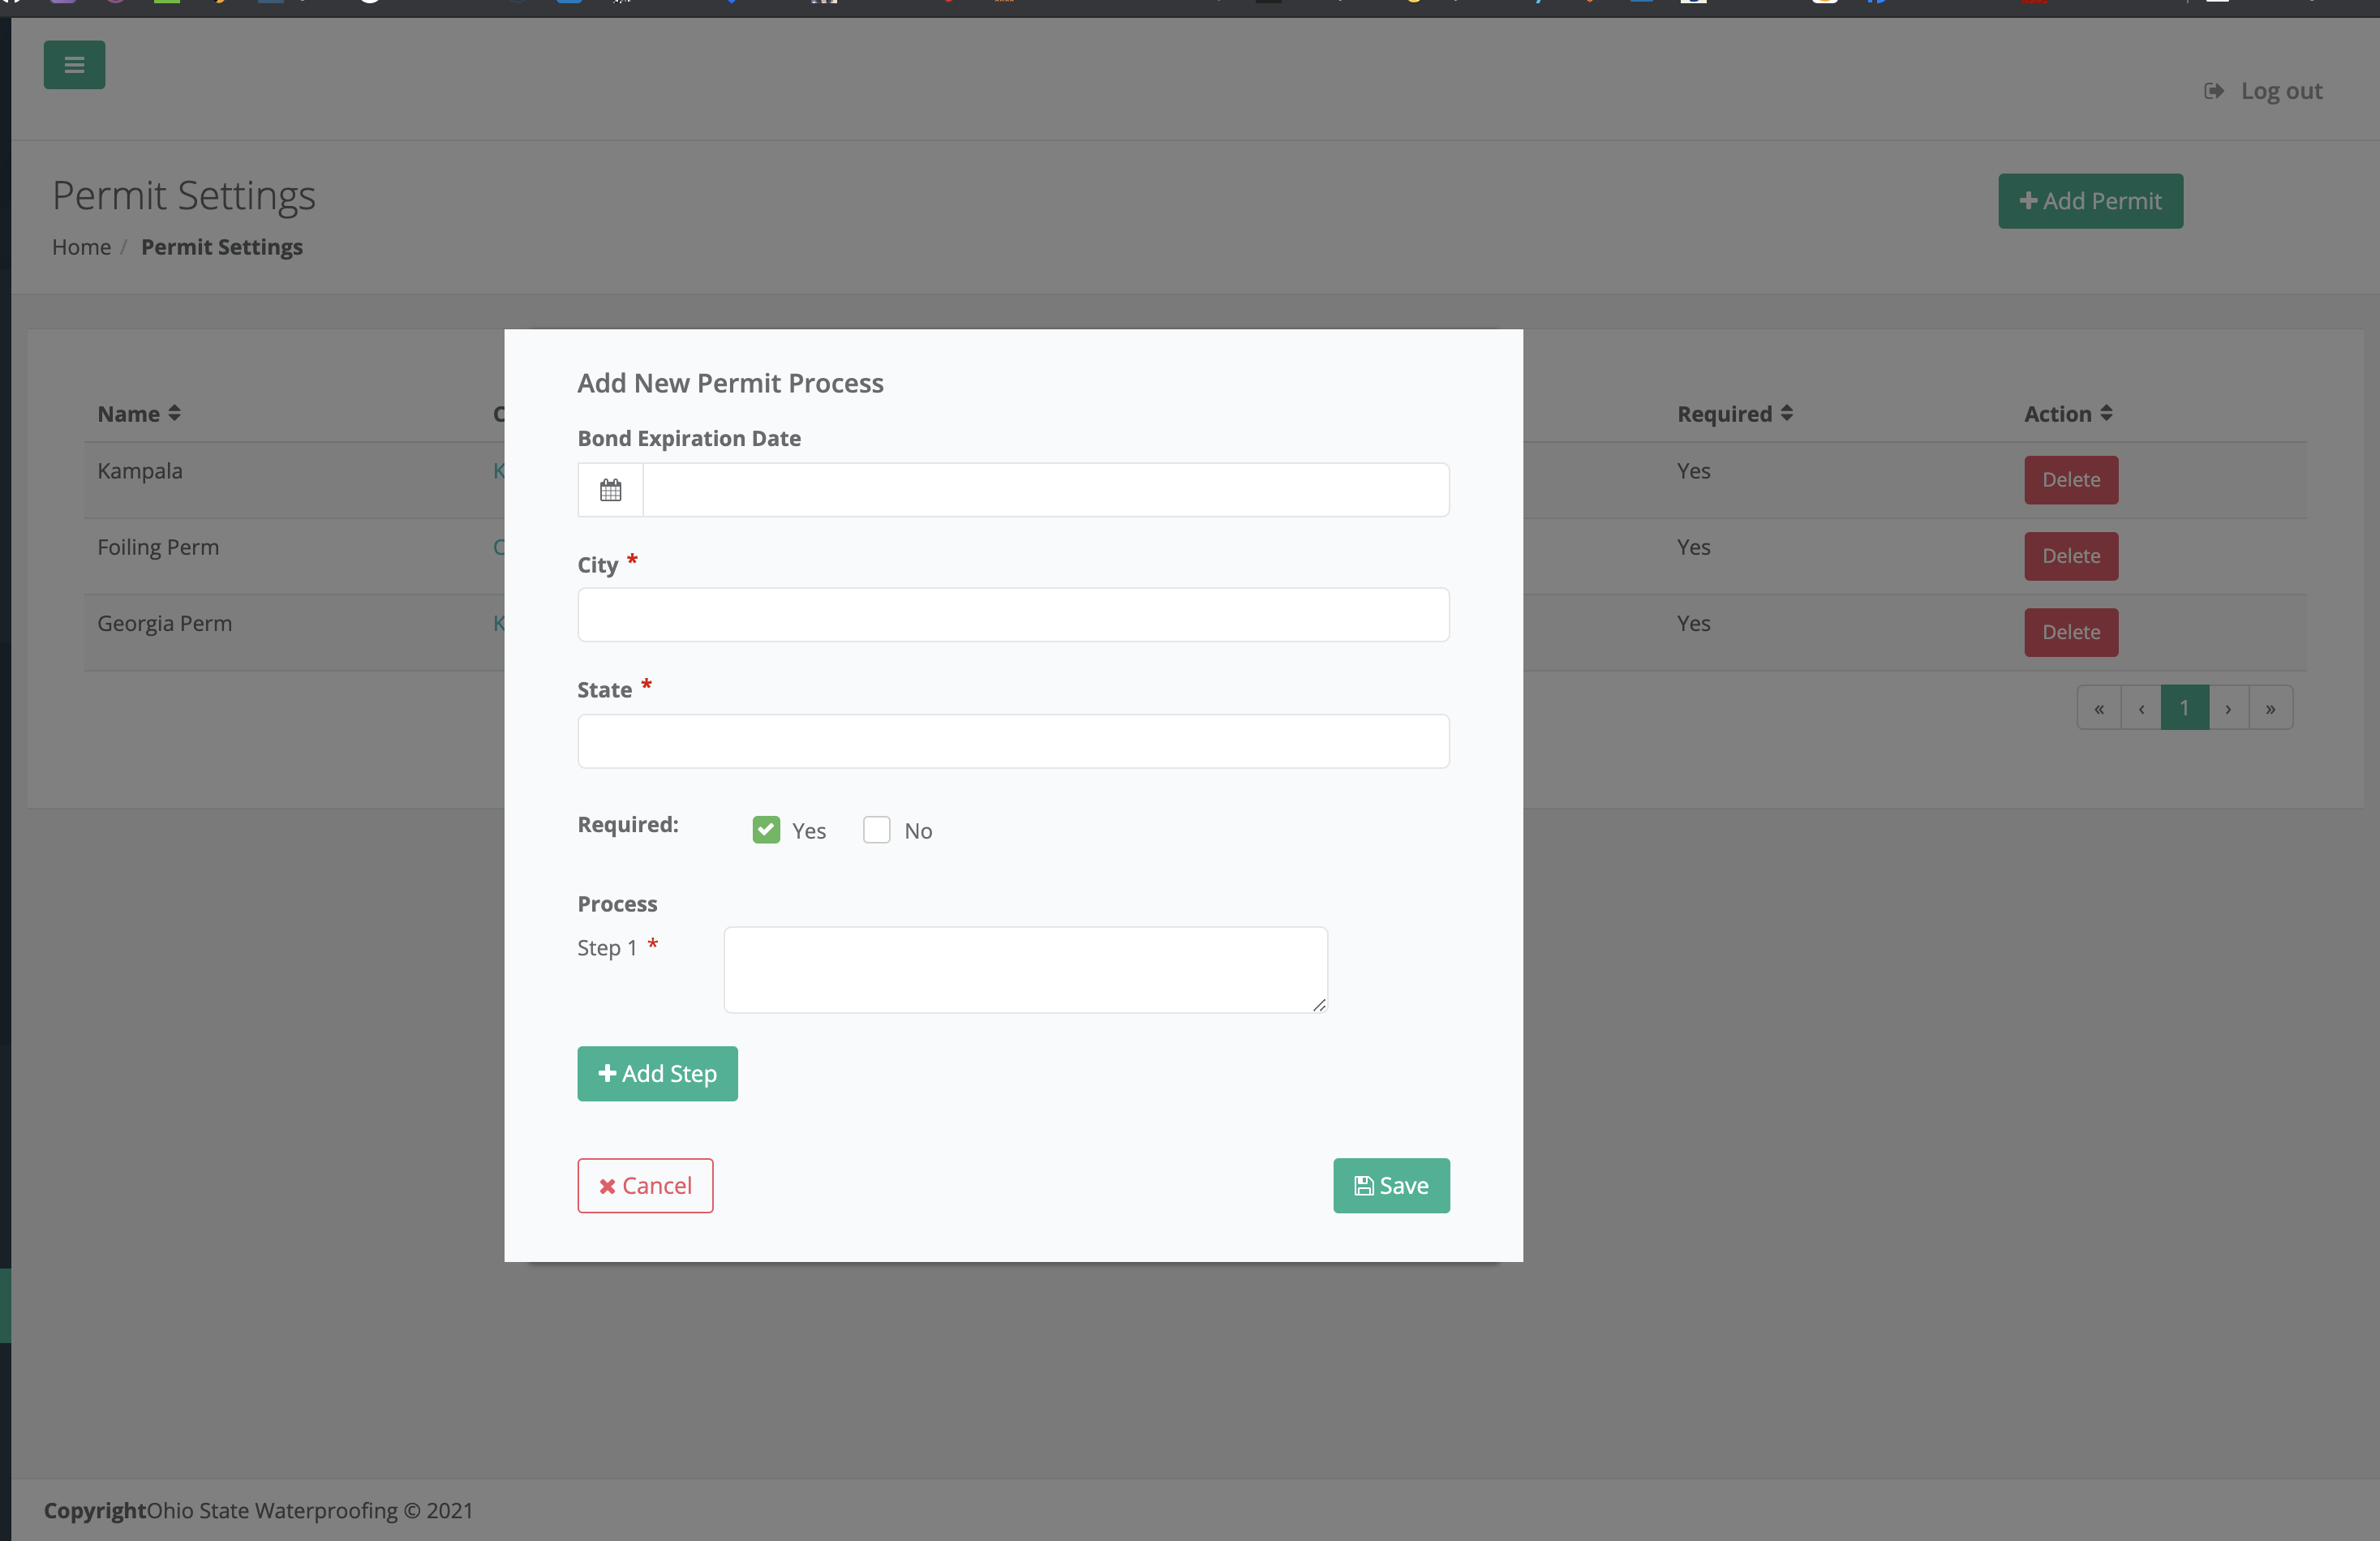 Log out
Permit Settings
Add Permit
Home / Permit Settings
Add New Permit Process
Name
Required
Action
Bond Expiration Date
Kampala
Yes
Delete
Foiling Perm
Yes
Delete
City *
Georgia Perm
Yes
Delete
State *
« ‹ 1 › »
Required:
Yes
No
Process
Step 1 *
Add Step
Cancel
Save
CopyrightOhio State Waterproofing © 2021